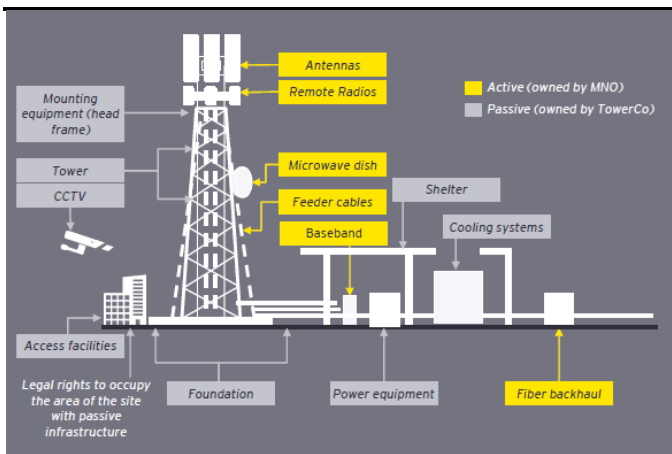 Antennas
Remote Radios
Active (owned by MNO)
Passive (owned by TowerCo)
Mounting
equipment (head
frame)
Tower
CCTV
Microwave dish
Feeder cables
Baseband
Shelter
Cooling systems
Access facilities
Legal rights to occupy
the area of the site
with passive
infrastructure
Foundation
Power equipment
Fiber backhaul